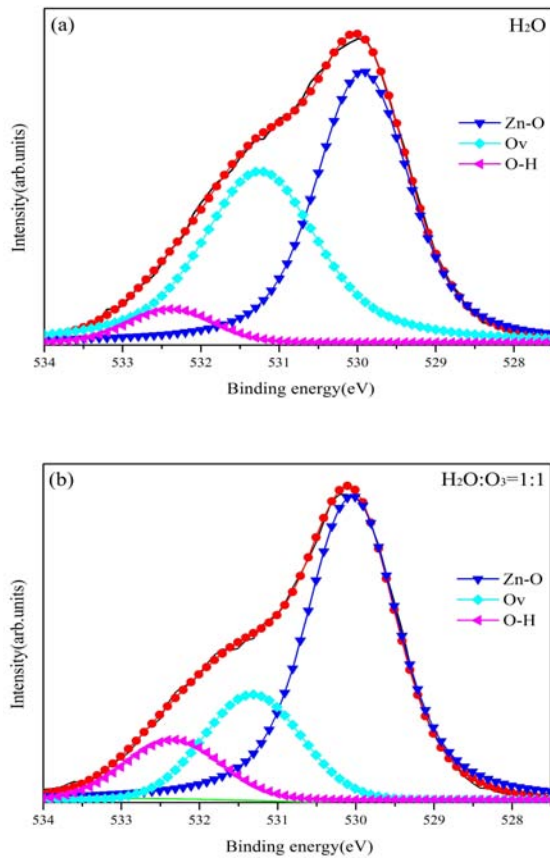 (a)
H₂O
Zn-O
Ov
O-H
Intensity(arb.units)
534 533 532 531 530 529 528
Binding energy(eV)
(b)
H₂O:O₃=1:1
Zn-O
Ov
O-H
Intensity(arb.units)
534 533 532 531 530 529 528
Binding energy(eV)